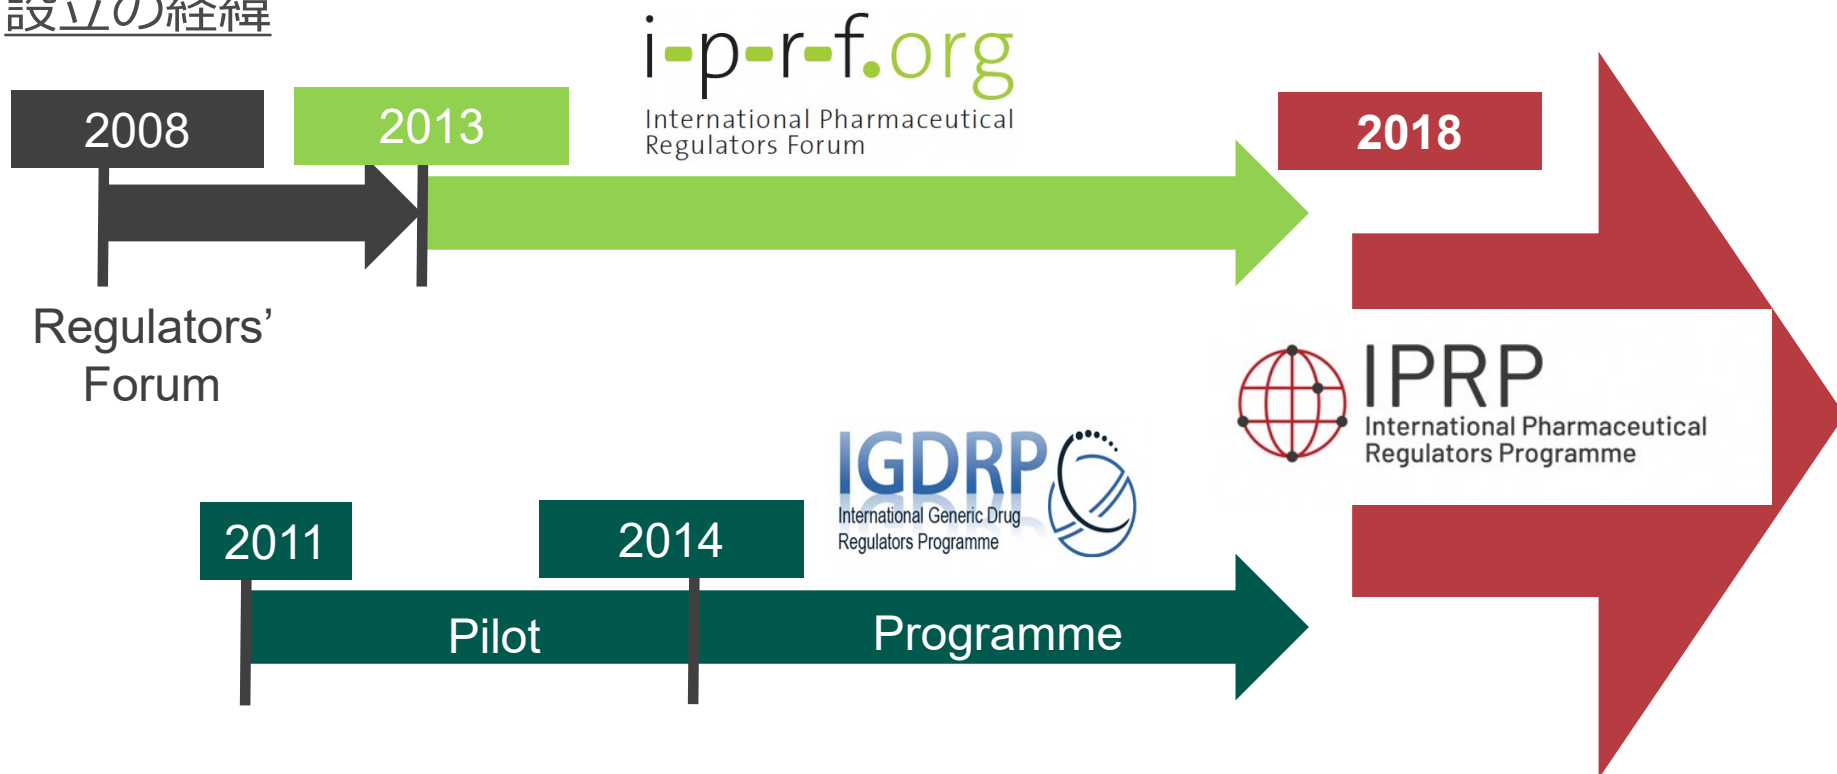 設立の経緯
i-p-r-f.org
International Pharmaceutical
Regulators Forum
2008
2013
2018
Regulators’
Forum
IPRP
International Pharmaceutical
Regulators Programme
IGDRP
International Generic Drug
Regulators Programme
2011
2014
Pilot
Programme